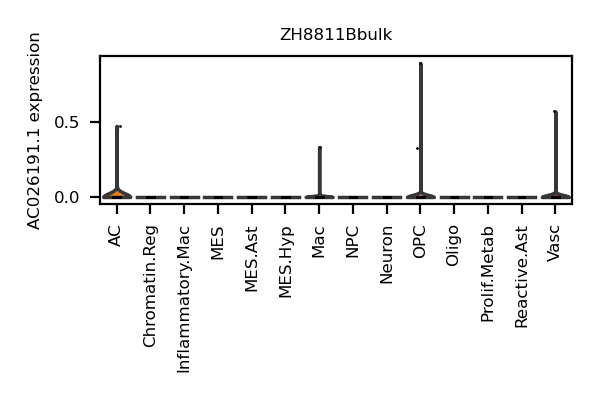 ZH8811Bbulk
AC026191.1 expression
0.5
0.0
AC
Chromatin.Reg
Inflammatory.Mac
MES
MES.Ast
MES.Hyp
Mac
NPC
Neuron
OPC
Oligo
Prolif.Metab
Reactive.Ast
Vasc